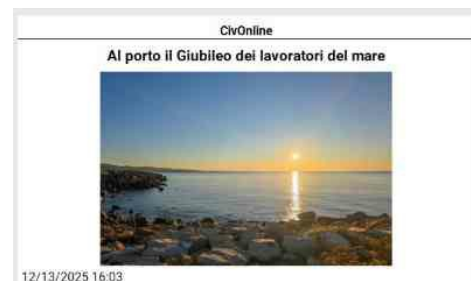 CivOnline
Al porto il Giubileo dei lavoratori del mare
12/13/2025 16:03